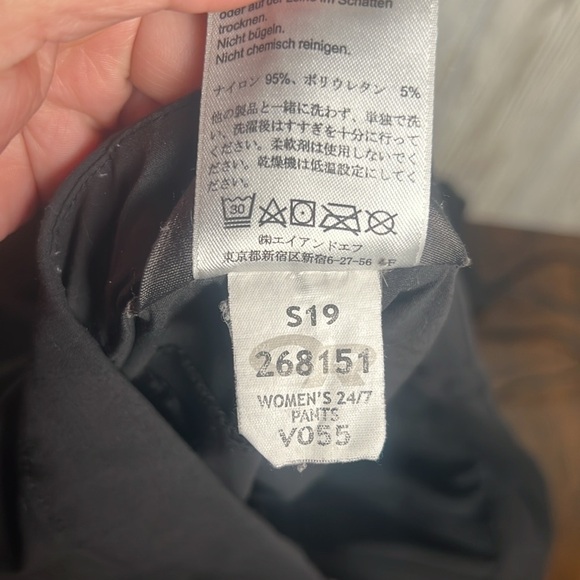 oder auf der Leine im Schatten
trocknen.
Nicht bügeln.
Nicht chemisch reinigen.
ナイロン 95%、ポリウレタン 5%
他の製品と一緒に洗わず、単独で洗
い、洗濯後はすすぎを十分に行って
ください。柔軟剤は使用しないでく
ださい。乾燥機は低温設定にしてく
ださい。
30
㈱エイアンドエフ
東京都新宿区新宿6-27-56
S19
268151
WOMEN'S 24/7
PANTS
V055